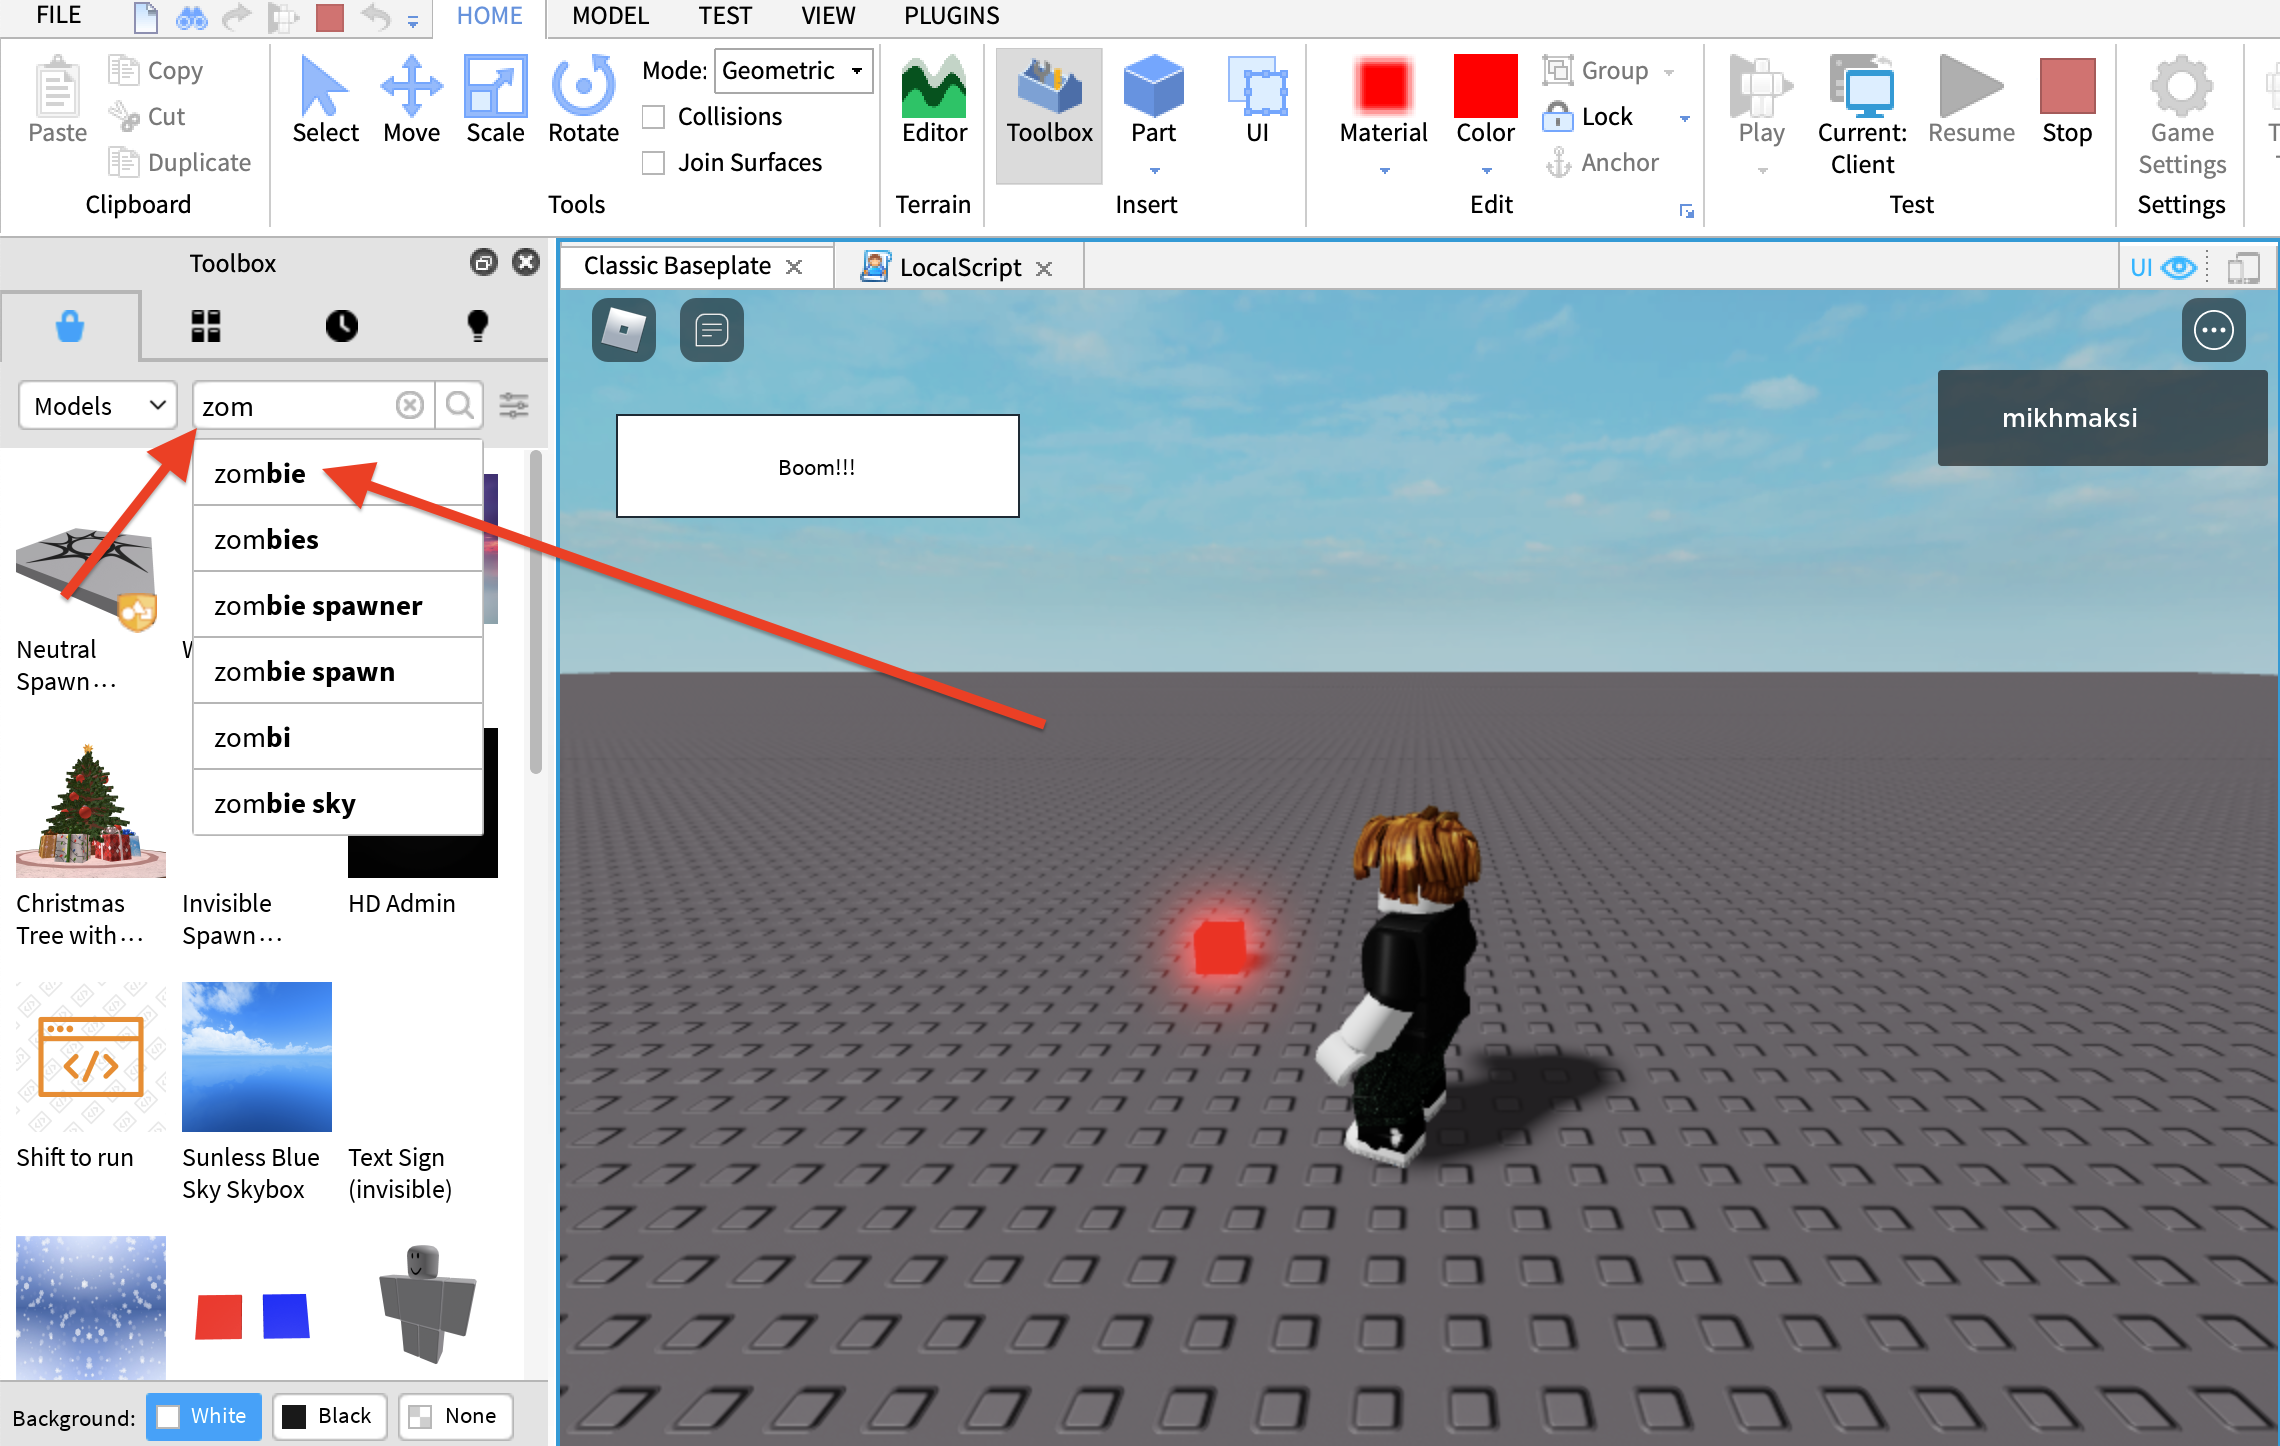 FILE
HOME
MODEL
TEST
VIEW
PLUGINS
Paste
Copy
Cut
Duplicate
Clipboard
Select
Move
Scale
Rotate
Mode: Geometric
Collisions
Join Surfaces
Tools
Editor
Terrain
Toolbox
Part
UI
Insert
Material
Color
Group
Lock
Anchor
Edit
Play
Current:
Client
Resume
Stop
Test
Game
Settings
Settings
Toolbox
Classic Baseplate
LocalScript
UI
Models
zom
zombie
zombies
zombie spawner
zombie spawn
zombi
zombie sky
Neutral
Spawn...
Christmas
Tree with...
Invisible
Spawn...
HD Admin
Shift to run
Sunless Blue
Sky Skybox
Text Sign
(invisible)
Background:
White
Black
None
Boom!!!
mikhmaksi